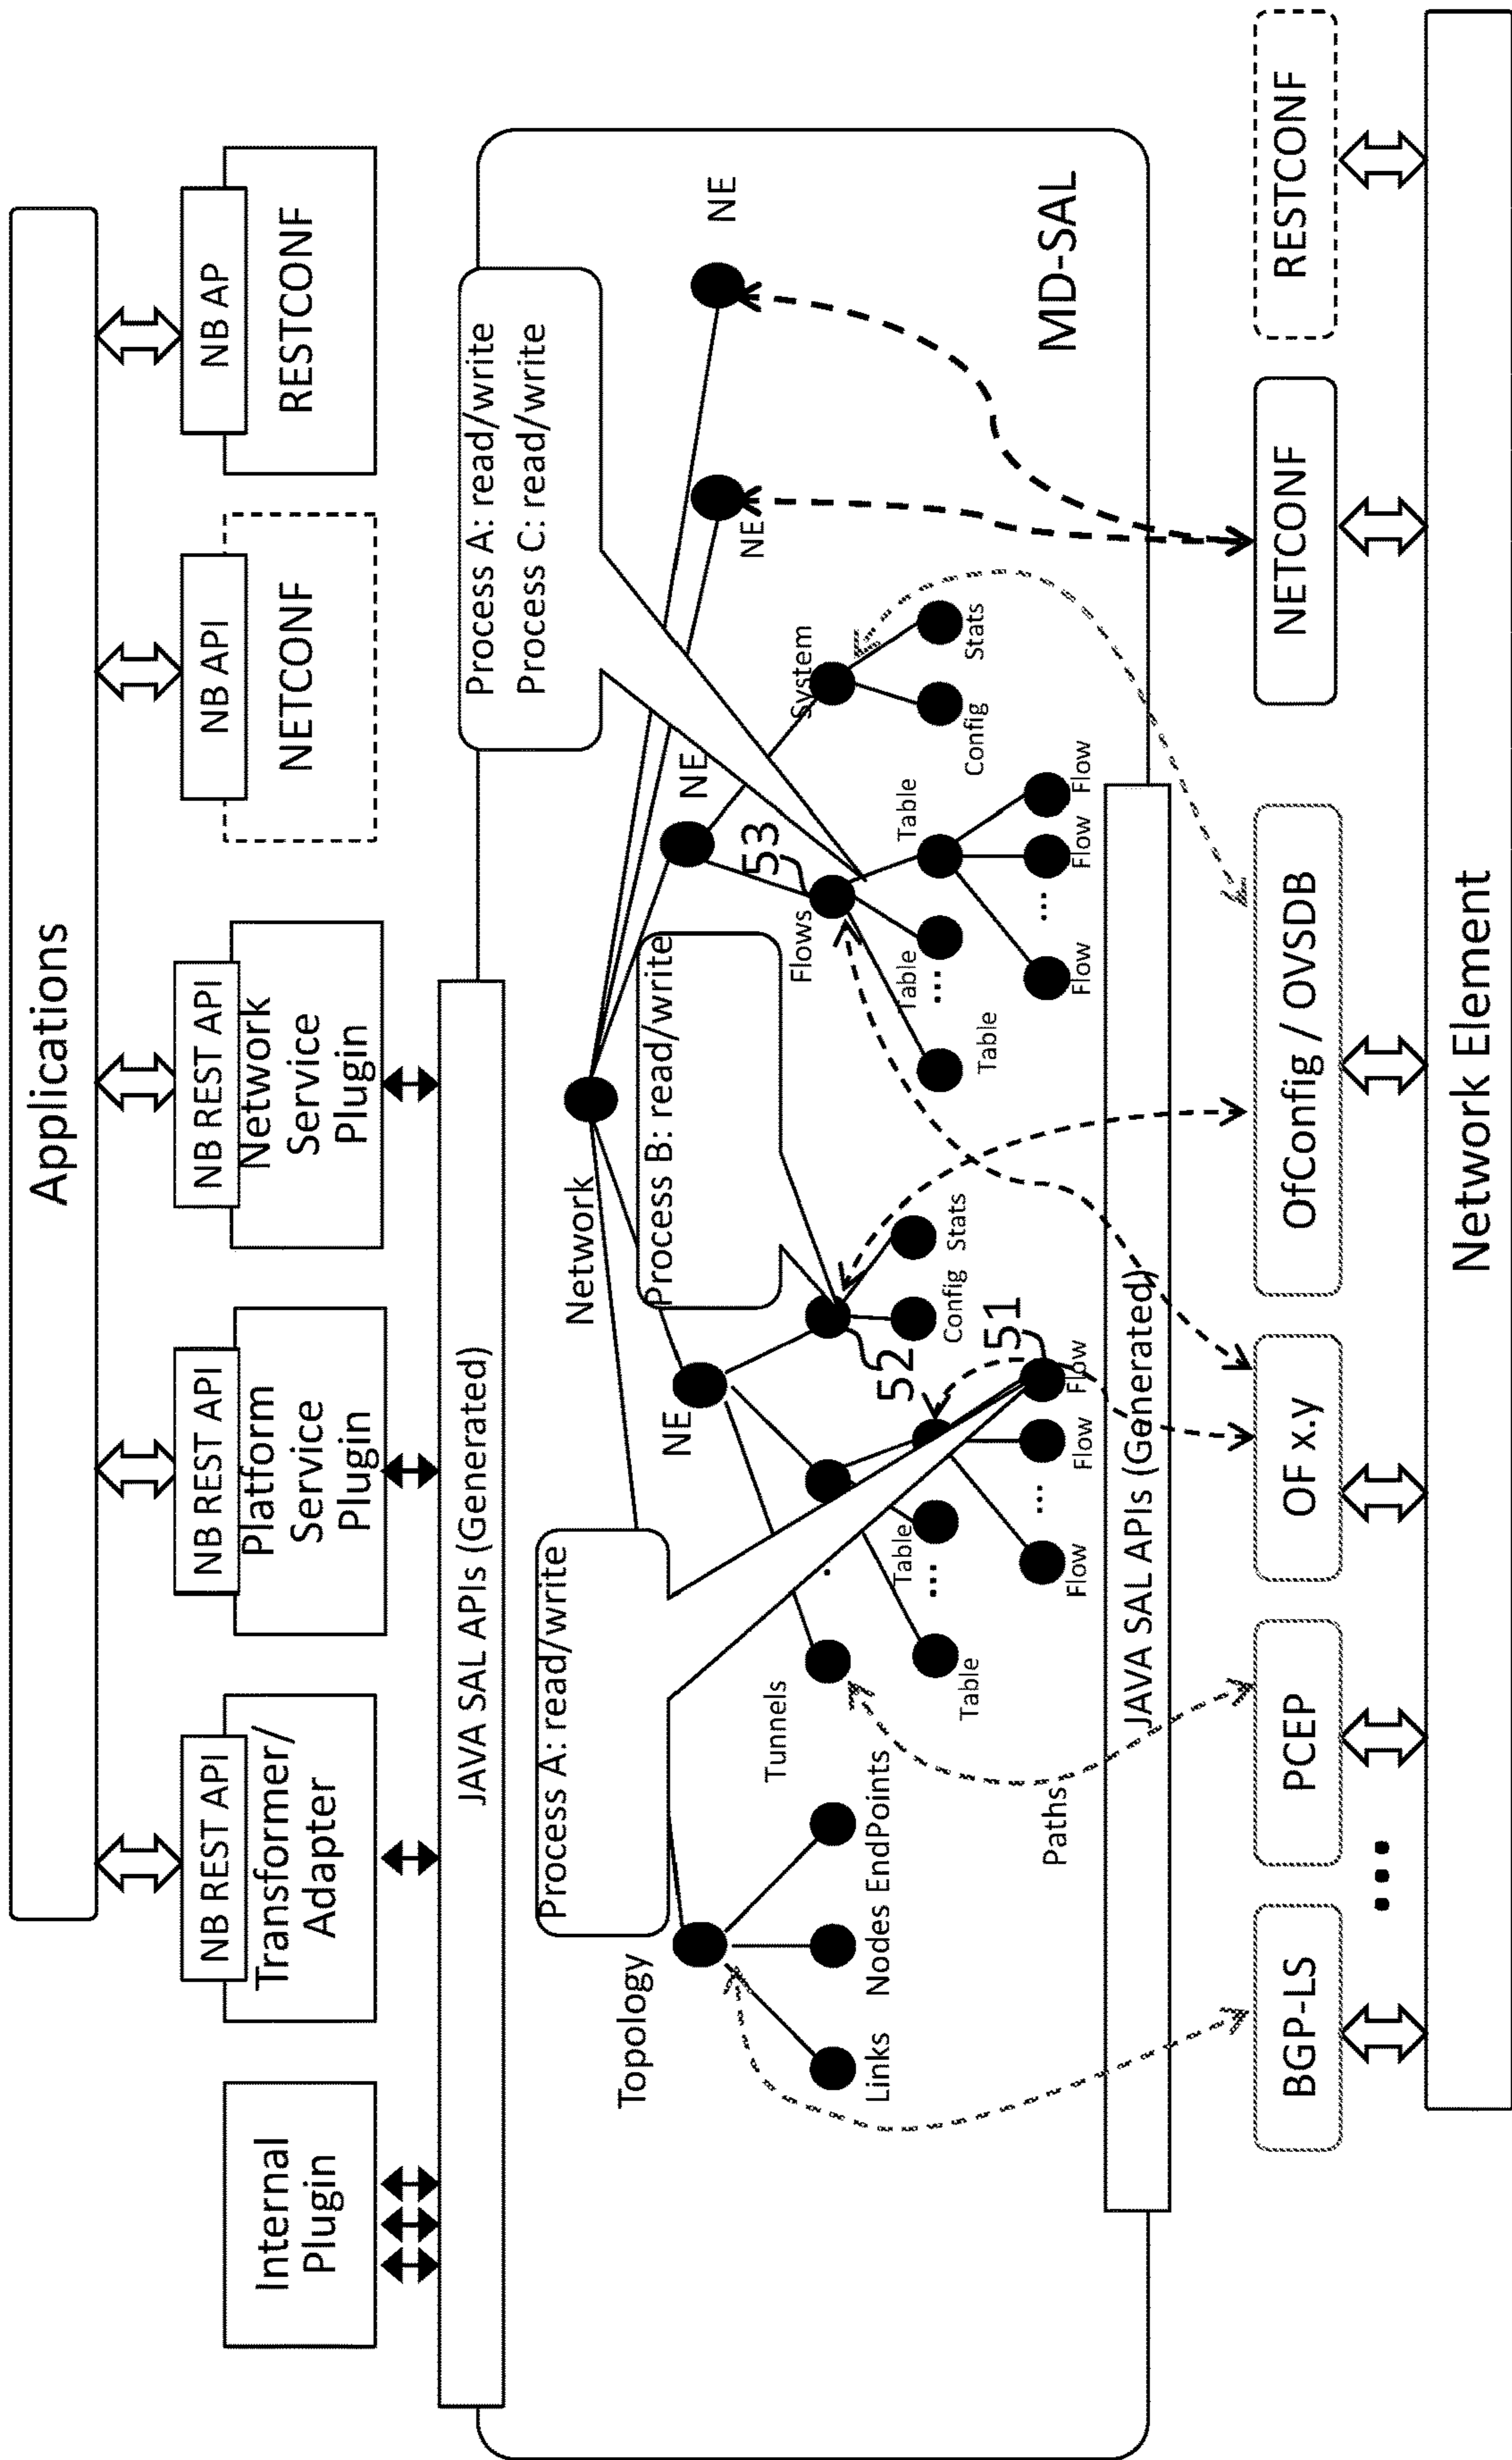 Applications
NB REST API
NB REST API
NB REST API
NB API
NB AP
Internal
Plugin
Transformer/
Adapter
Platform
Service
Plugin
Network
Service
Plugin
NETCONF
RESTCONF
JAVA SAL APIs (Generated)
Process A: read/write
Process C: read/write
Process B: read/write
Process A: read/write
Network
NE
NE
NE
NE
Topology
Links
Nodes
EndPoints
Tunnels
Paths
Table
Table
...
.
Flow
...
Flow
Flow
51
52
Config
Stats
Flows
53
Table
Table
...
Table
Flow
...
Flow
Flow
System
Config
Stats
MD-SAL
JAVA SAL APIs (Generated)
BGP-LS
...
PCEP
OF x.y
OfConfig / OVSDB
NETCONF
RESTCONF
Network Element